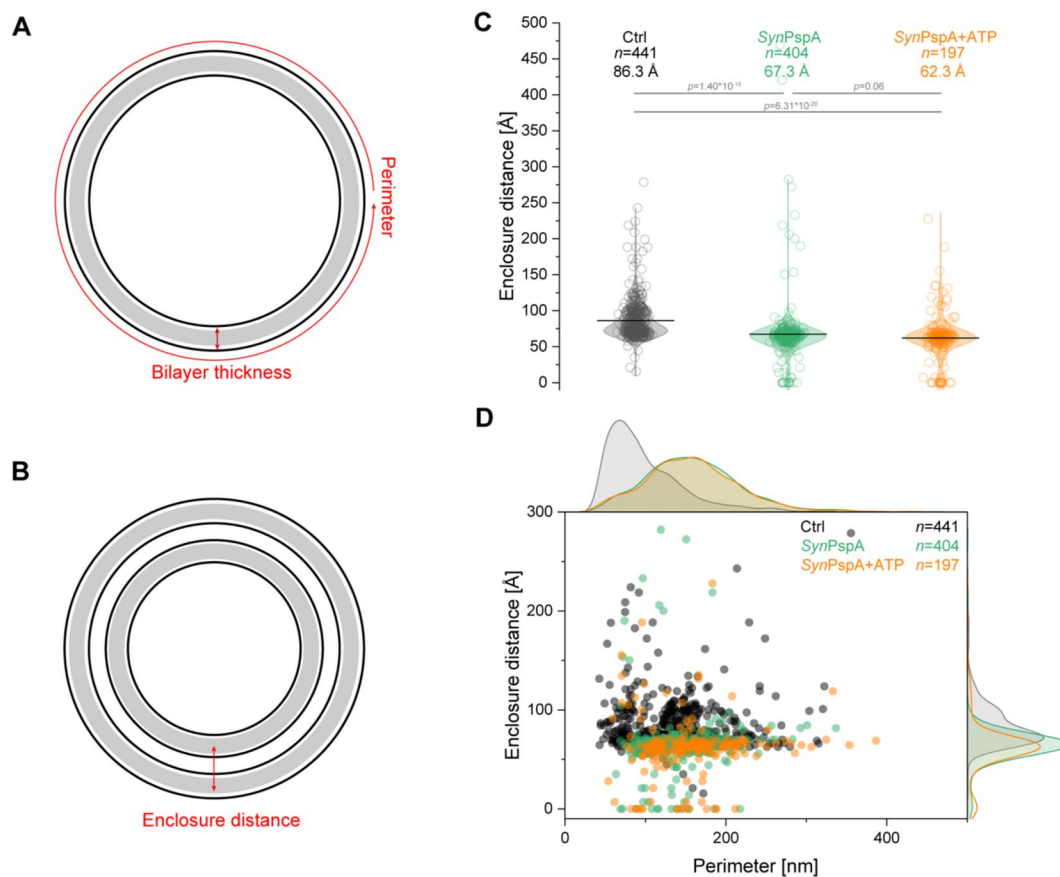 A
Perimeter
Bilayer thickness
B
Enclosure distance
C
Ctrl
n=441
86.3 Å
SynPspA
n=404
67.3 Å
SynPspA+ATP
n=197
62.3 Å
p=1.40*10⁻¹⁵
p=0.06
p=6.31*10⁻²⁰
Enclosure distance [Å]
500
450
400
350
300
250
200
150
100
50
0
D
Ctrl n=441
SynPspA n=404
SynPspA+ATP n=197
Enclosure distance [Å]
300
200
100
0
0 200 400
Perimeter [nm]